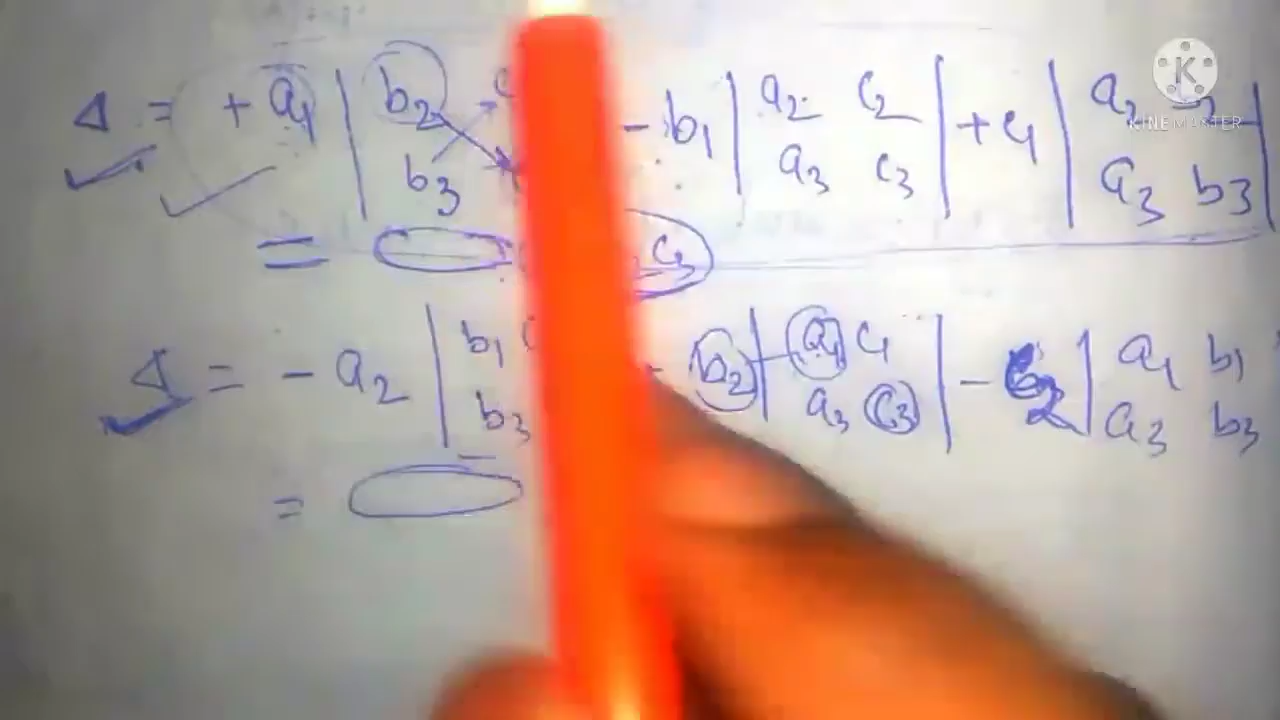 K
KINEMASTER
Δ = + a₁ | b₂ - b₁ | a₂ c₂ | + c₁ | a₂ |
b₃ a₃ c₃ a₃ b₃
= c₃
Δ = - a₂ | b₁ b₂ | a₁ c₁ | - c₂ | a₁ b₁
b₃ a₃ c₃ a₃ b₃
=